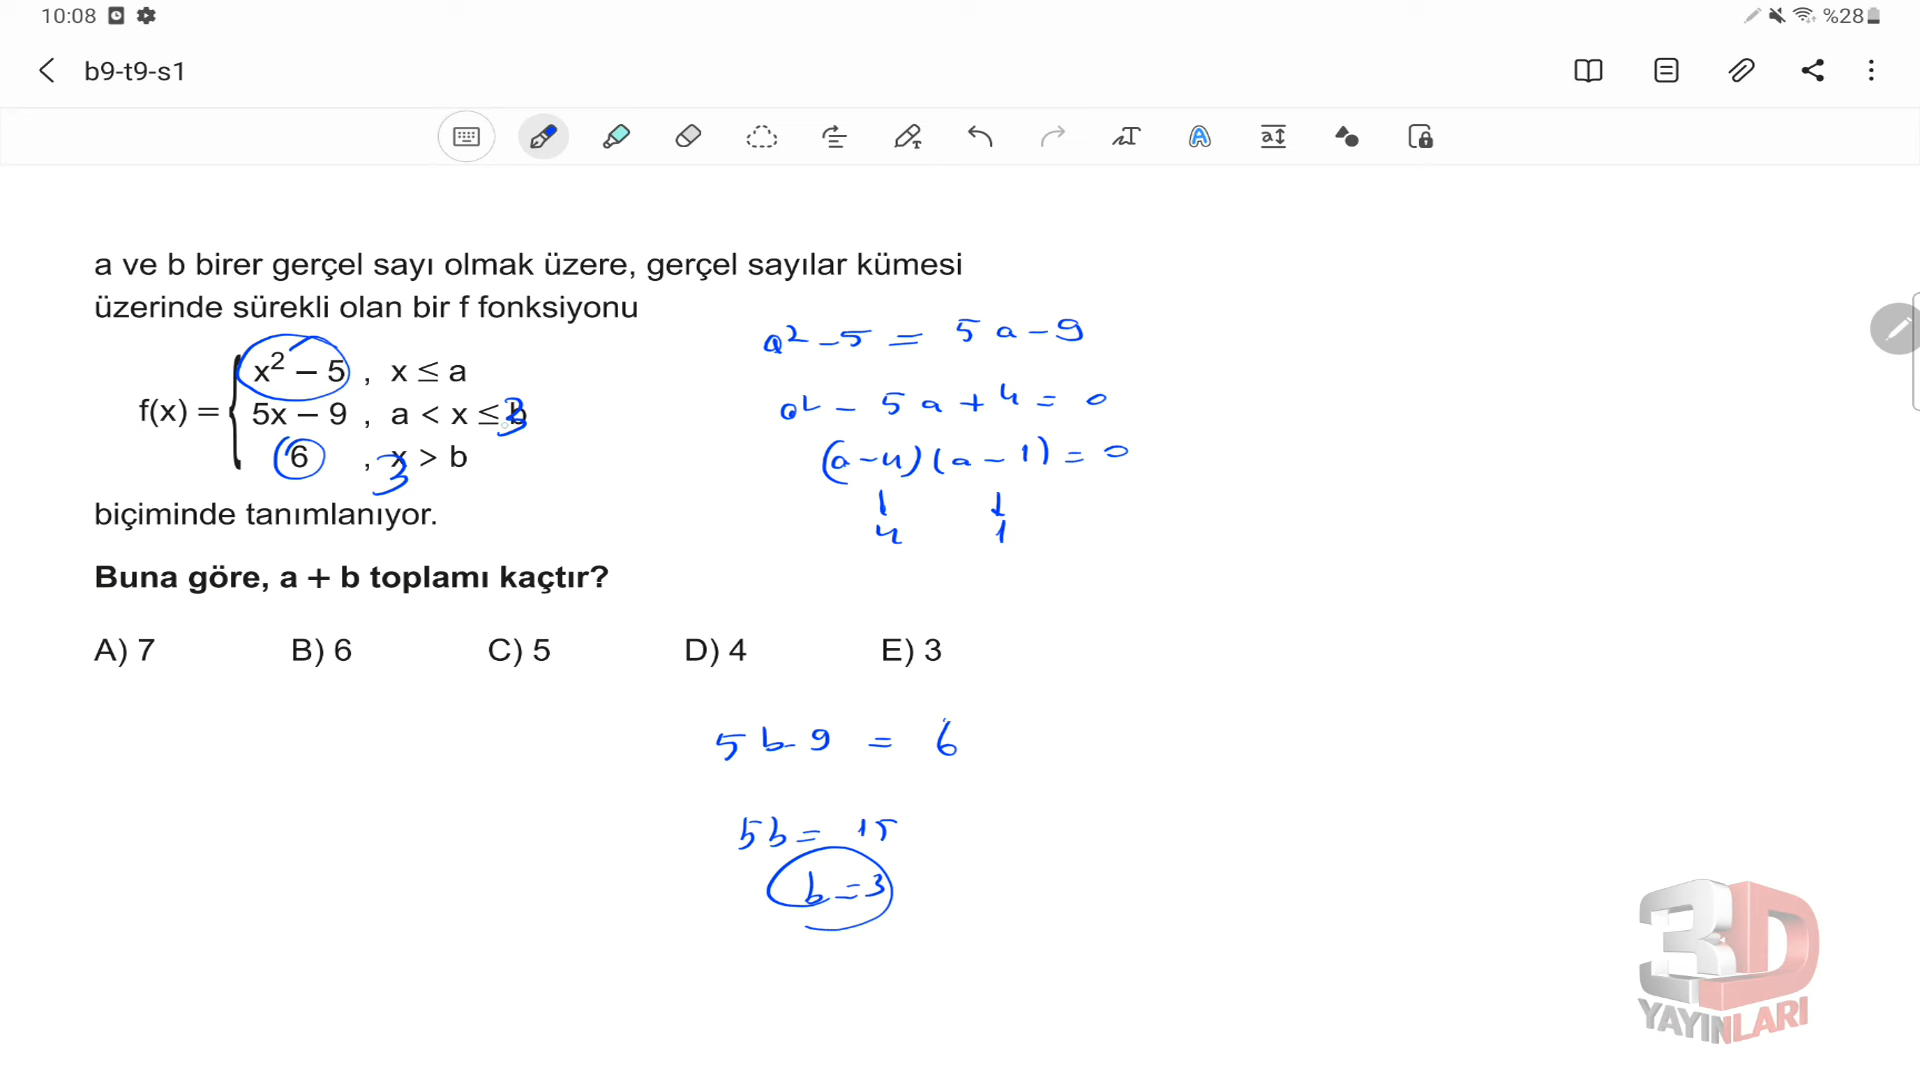 10:08 %28
b9-t9-s1
a ve b birer gerçel sayı olmak üzere, gerçel sayılar kümesi
üzerinde sürekli olan bir f fonksiyonu
x² – 5 , x ≤ a
f(x) = 5x – 9 , a < x ≤ b 3
6 , x > b
3
biçiminde tanımlanıyor.
Buna göre, a + b toplamı kaçtır?
A) 7 B) 6 C) 5 D) 4 E) 3
a² – 5 = 5a – 9
a² – 5a + 4 = 0
(a – 4)(a – 1) = 0
4 1
5b – 9 = 6
5b = 15
b = 3
3D
YAYINLARI